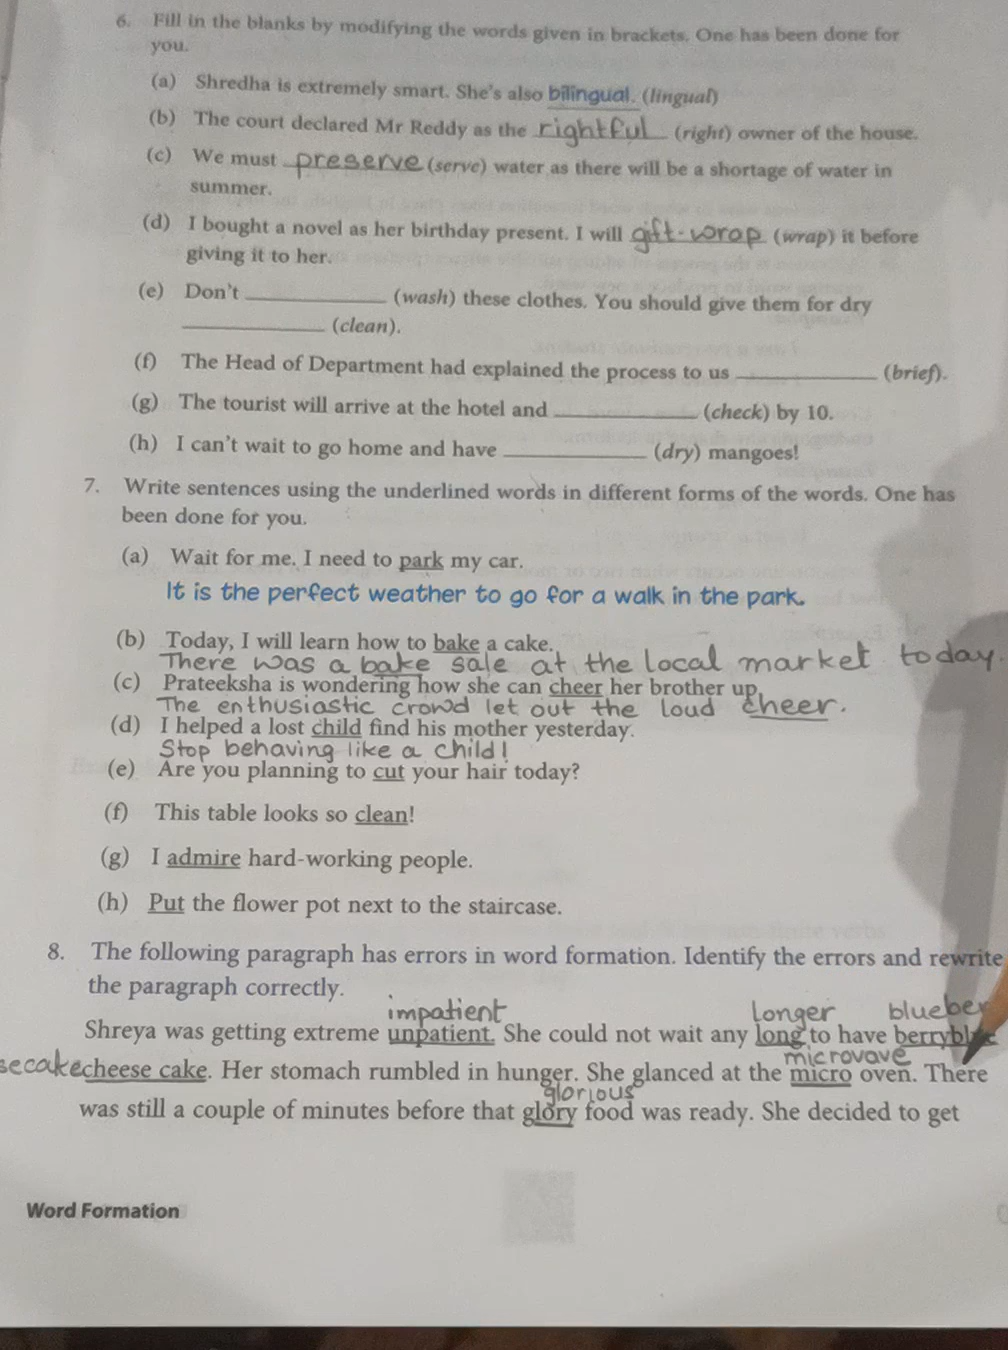 6. Fill in the blanks by modifying the words given in brackets. One has been done for
you.
(a) Shredha is extremely smart. She's also bilingual. (lingual)
(b) The court declared Mr Reddy as the rightful (right) owner of the house.
(c) We must preserve (serve) water as there will be a shortage of water in
summer.
(d) I bought a novel as her birthday present. I will gift-wrap (wrap) it before
giving it to her.
(e) Don't ____________ (wash) these clothes. You should give them for dry
____________ (clean).
(f) The Head of Department had explained the process to us ____________ (brief).
(g) The tourist will arrive at the hotel and ____________ (check) by 10.
(h) I can't wait to go home and have ____________ (dry) mangoes!
7. Write sentences using the underlined words in different forms of the words. One has
been done for you.
(a) Wait for me. I need to park my car.
It is the perfect weather to go for a walk in the park.
(b) Today, I will learn how to bake a cake.
There was a bake sale at the local market today.
(c) Prateeksha is wondering how she can cheer her brother up.
The enthusiastic crowd let out the loud cheer.
(d) I helped a lost child find his mother yesterday.
Stop behaving like a child!
(e) Are you planning to cut your hair today?
(f) This table looks so clean!
(g) I admire hard-working people.
(h) Put the flower pot next to the staircase.
8. The following paragraph has errors in word formation. Identify the errors and rewrite
the paragraph correctly.
impatient longer blueber
Shreya was getting extreme unpatient. She could not wait any long to have
microvave
secake cheese cake. Her stomach rumbled in hunger. She glanced at the micro oven. There
glorious
was still a couple of minutes before that glory food was ready. She decided to get
Word Formation